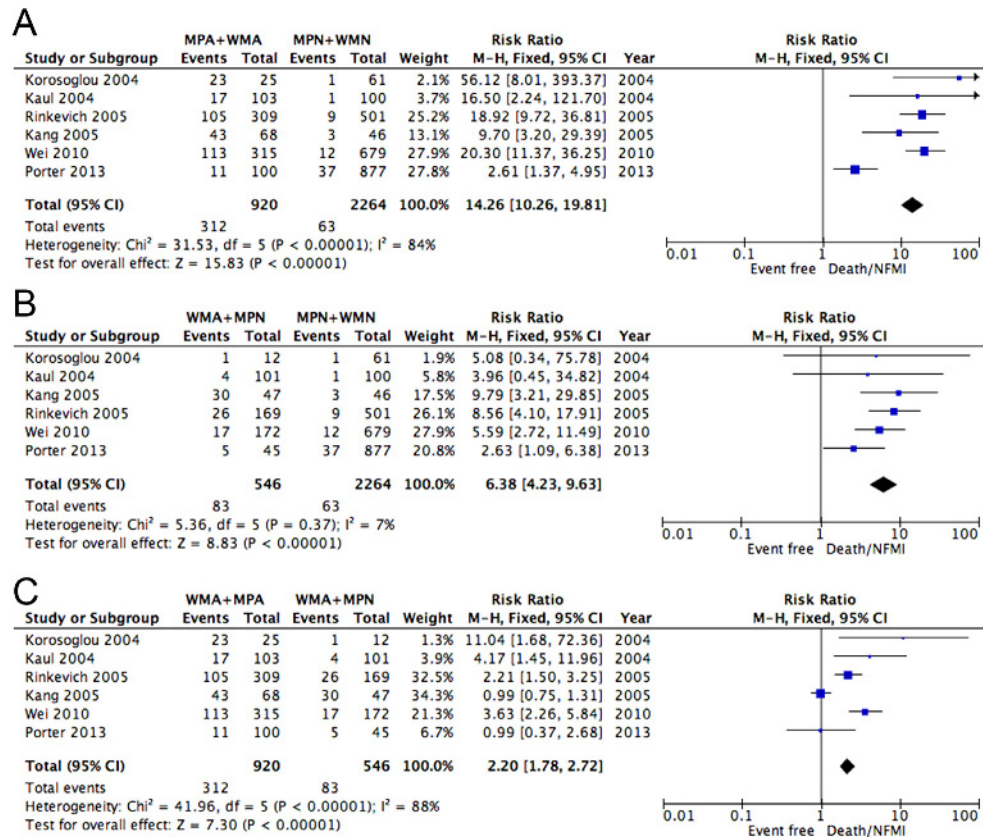 A
MPA+WMA MPN+WMN Risk Ratio Risk Ratio
Study or Subgroup Events Total Events Total Weight M-H, Fixed, 95% CI Year M-H, Fixed, 95% CI
Korosoglou 2004 23 25 1 61 2.1% 56.12 [8.01, 393.37] 2004
Kaul 2004 17 103 1 100 3.7% 16.50 [2.24, 121.70] 2004
Rinkevich 2005 105 309 9 501 25.2% 18.92 [9.72, 36.81] 2005
Kang 2005 43 68 3 46 13.1% 9.70 [3.20, 29.39] 2005
Wei 2010 113 315 12 679 27.9% 20.30 [11.37, 36.25] 2010
Porter 2013 11 100 37 877 27.8% 2.61 [1.37, 4.95] 2013
Total (95% CI) 920 2264 100.0% 14.26 [10.26, 19.81]
Total events 312 63
Heterogeneity: Chi² = 31.53, df = 5 (P < 0.00001); I² = 84%
Test for overall effect: Z = 15.83 (P < 0.00001)
0.01 0.1 1 10 100
Event free Death/NFMI
B
WMA+MPN MPN+WMN Risk Ratio Risk Ratio
Study or Subgroup Events Total Events Total Weight M-H, Fixed, 95% CI Year M-H, Fixed, 95% CI
Korosoglou 2004 1 12 1 61 1.9% 5.08 [0.34, 75.78] 2004
Kaul 2004 4 101 1 100 5.8% 3.96 [0.45, 34.82] 2004
Kang 2005 30 47 3 46 17.5% 9.79 [3.21, 29.85] 2005
Rinkevich 2005 26 169 9 501 26.1% 8.56 [4.10, 17.91] 2005
Wei 2010 17 172 12 679 27.9% 5.59 [2.72, 11.49] 2010
Porter 2013 5 45 37 877 20.8% 2.63 [1.09, 6.38] 2013
Total (95% CI) 546 2264 100.0% 6.38 [4.23, 9.63]
Total events 83 63
Heterogeneity: Chi² = 5.36, df = 5 (P = 0.37); I² = 7%
Test for overall effect: Z = 8.83 (P < 0.00001)
0.01 0.1 1 10 100
Event free Death/NFMI
C
WMA+MPA WMA+MPN Risk Ratio Risk Ratio
Study or Subgroup Events Total Events Total Weight M-H, Fixed, 95% CI Year M-H, Fixed, 95% CI
Korosoglou 2004 23 25 1 12 1.3% 11.04 [1.68, 72.36] 2004
Kaul 2004 17 103 4 101 3.9% 4.17 [1.45, 11.96] 2004
Rinkevich 2005 105 309 26 169 32.5% 2.21 [1.50, 3.25] 2005
Kang 2005 43 68 30 47 34.3% 0.99 [0.75, 1.31] 2005
Wei 2010 113 315 17 172 21.3% 3.63 [2.26, 5.84] 2010
Porter 2013 11 100 5 45 6.7% 0.99 [0.37, 2.68] 2013
Total (95% CI) 920 546 100.0% 2.20 [1.78, 2.72]
Total events 312 83
Heterogeneity: Chi² = 41.96, df = 5 (P < 0.00001); I² = 88%
Test for overall effect: Z = 7.30 (P < 0.00001)
0.01 0.1 1 10 100
Event free Death/NFMI